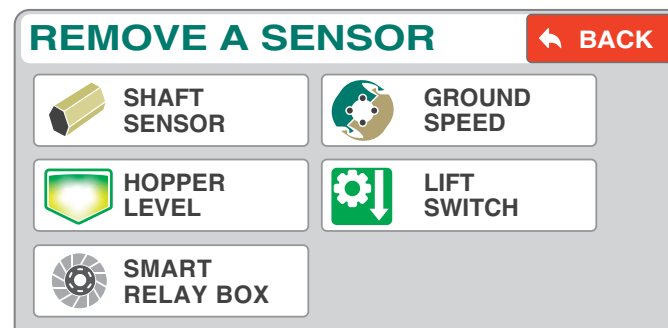 REMOVE A SENSOR
BACK
SHAFT
SENSOR
GROUND
SPEED
HOPPER
LEVEL
LIFT
SWITCH
SMART
RELAY BOX